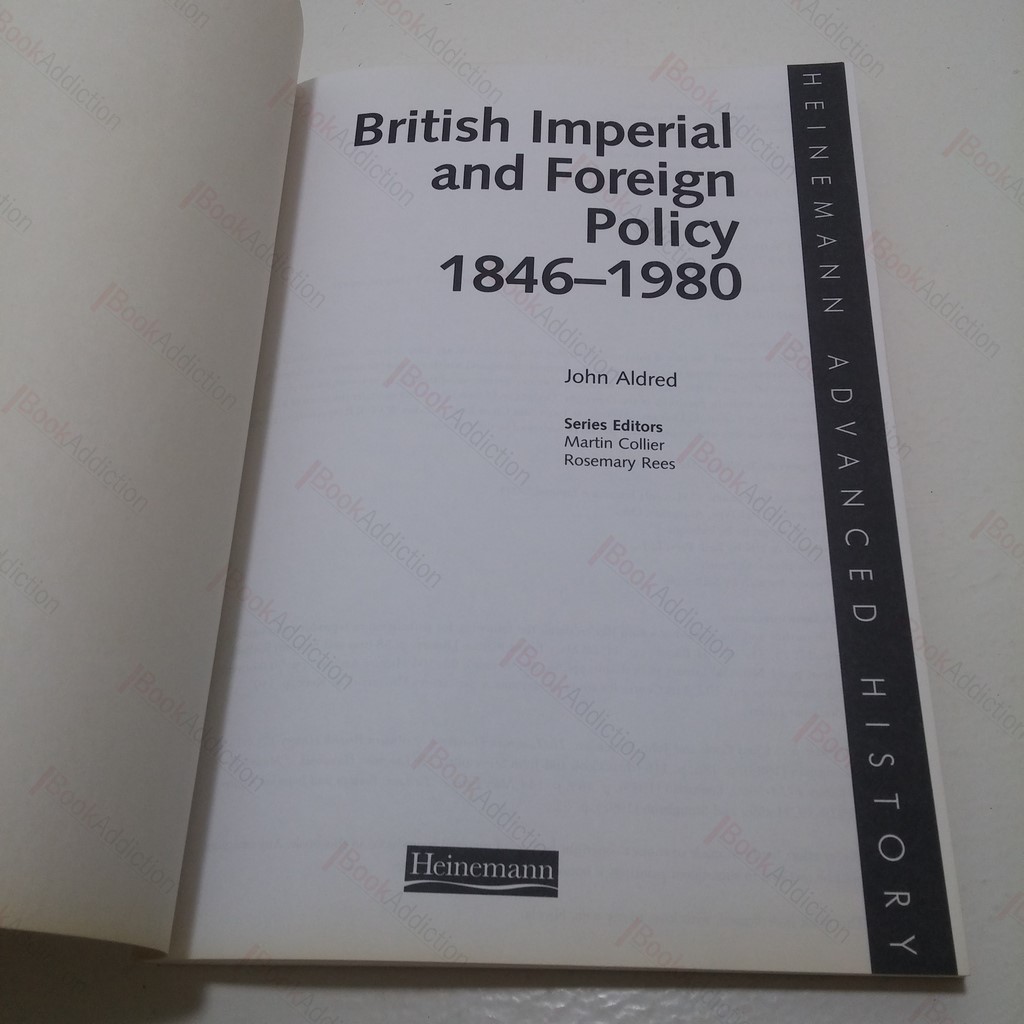 British Imperial
and Foreign
Policy
1846–1980
John Aldred
Series Editors
Martin Collier
Rosemary Rees
Heinemann
HEINEMANN ADVANCED HISTORY
BookAddiction